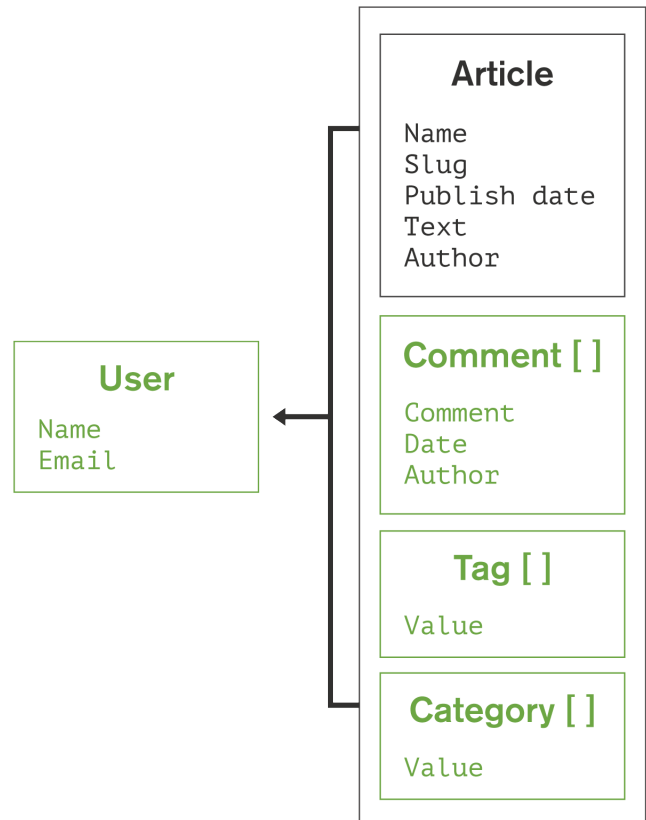 Article
Name
Slug
Publish date
Text
Author
User
Name
Email
Comment [ ]
Comment
Date
Author
Tag [ ]
Value
Category [ ]
Value